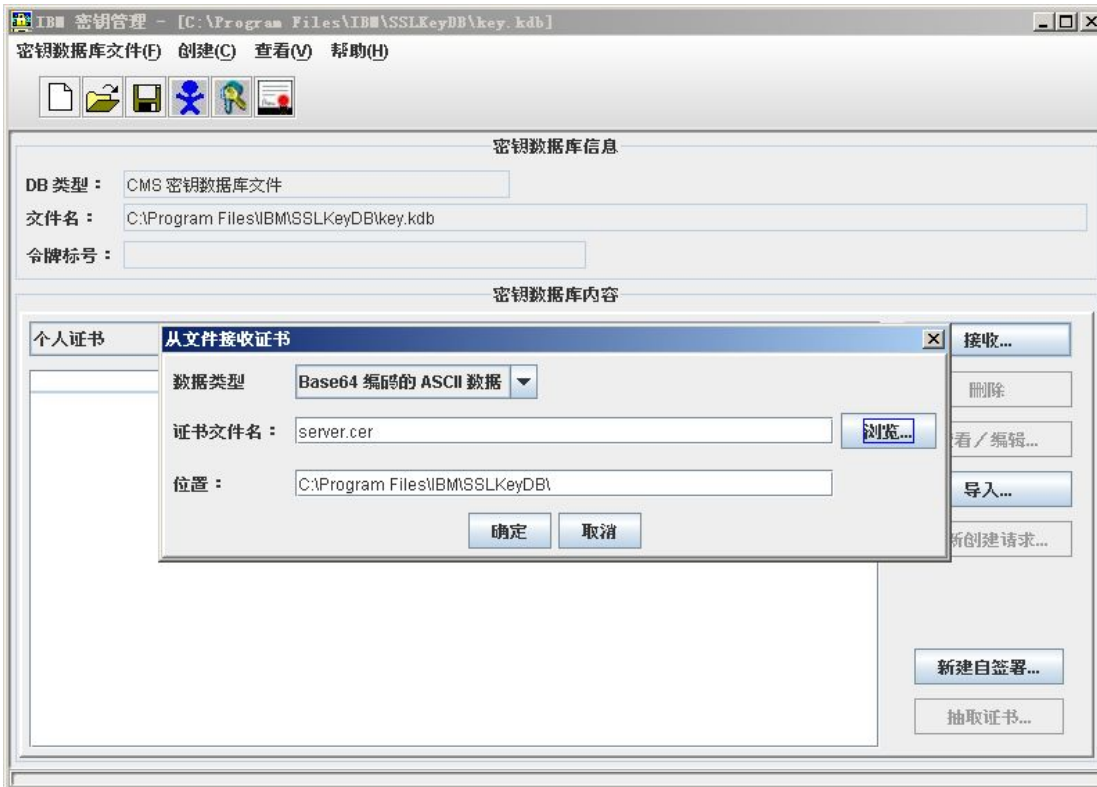 IBM 密钥管理 - [C:\Program Files\IBM\SSLKeyDB\key.kdb]
密钥数据库文件(F) 创建(C) 查看(V) 帮助(H)
密钥数据库信息
DB 类型： CMS 密钥数据库文件
文件名： C:\Program Files\IBM\SSLKeyDB\key.kdb
令牌标号：
密钥数据库内容
个人证书
从文件接收证书
接收...
数据类型 Base64 编码的 ASCII 数据
删除
证书文件名： server.cer 浏览...
看／编辑...
位置： C:\Program Files\IBM\SSLKeyDB\
导入...
确定 取消
新创建请求...
新建自签署...
抽取证书...